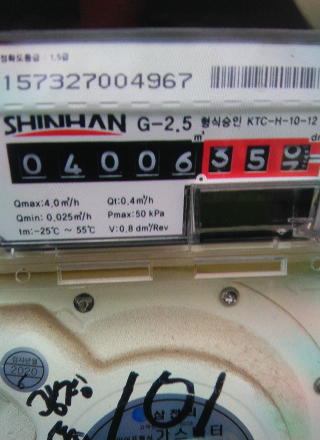 정확도등급 : 1.5급
157327004967
SHINHAN G-2.5 형식승인 KTC-H-10-12
m³
04006 350
Qmax:4.0㎥/h Qt:0.4㎥/h
Qmin: 0.025㎥/h Pmax:50 kPa
tm:-25℃ ~ 55℃ V:0.8 dm³/Rev
2020
101